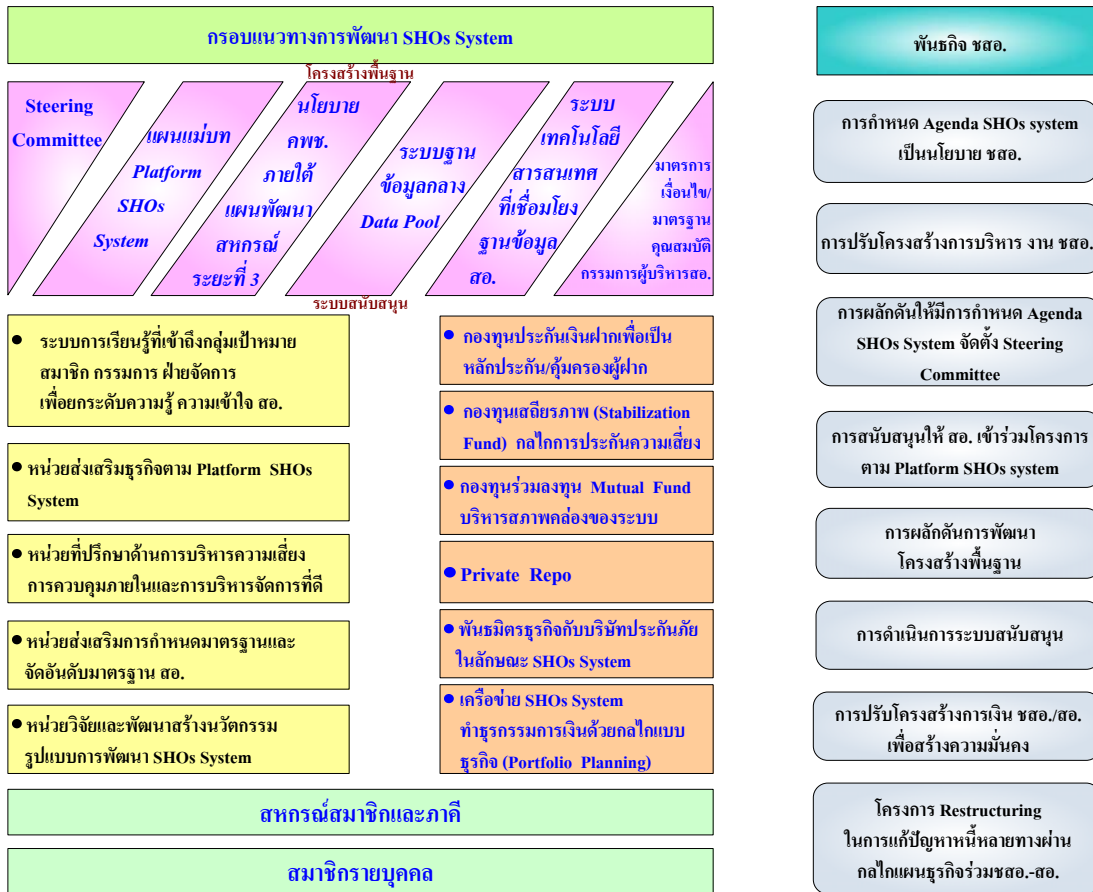 กรอบแนวทางการพัฒนา SHOs System
โครงสร้างพื้นฐาน
Steering
Committee
แผนแม่บท
Platform
SHOs
System
นโยบาย
คพช.
ภายใต้
แผนพัฒนา
สหกรณ์
ระยะที่ 3
ระบบฐาน
ข้อมูลกลาง
Data Pool
ระบบ
เทคโนโลยี
สารสนเทศ
ที่เชื่อมโยง
ฐานข้อมูล
สอ.
มาตรการ
เงื่อนไข/
มาตรฐาน
คุณสมบัติ
กรรมการผู้บริหารสอ.
ระบบสนับสนุน
• ระบบการเรียนรู้ที่เข้าถึงกลุ่มเป้าหมาย
สมาชิก กรรมการ ฝ่ายจัดการ
เพื่อยกระดับความรู้ ความเข้าใจ สอ.
• หน่วยส่งเสริมธุรกิจตาม Platform SHOs
System
• หน่วยที่ปรึกษาด้านการบริหารความเสี่ยง
การควบคุมภายในและการบริหารจัดการที่ดี
• หน่วยส่งเสริมการกำหนดมาตรฐานและ
จัดอันดับมาตรฐาน สอ.
• หน่วยวิจัยและพัฒนาสร้างนวัตกรรม
รูปแบบการพัฒนา SHOs System
• กองทุนประกันเงินฝากเพื่อเป็น
หลักประกัน/คุ้มครองผู้ฝาก
• กองทุนเสถียรภาพ (Stabilization
Fund) กลไกการประกันความเสี่ยง
• กองทุนร่วมลงทุน Mutual Fund
บริหารสภาพคล่องของระบบ
• Private Repo
• พันธมิตรธุรกิจกับบริษัทประกันภัย
ในลักษณะ SHOs System
• เครือข่าย SHOs System
ทำธุรกรรมการเงินด้วยกลไกแบบ
ธุรกิจ (Portfolio Planning)
สหกรณ์สมาชิกและภาคี
สมาชิกรายบุคคล
พันธกิจ ชสอ.
การกำหนด Agenda SHOs system
เป็นนโยบาย ชสอ.
การปรับโครงสร้างการบริหาร งาน ชสอ.
การผลักดันให้มีการกำหนด Agenda
SHOs System จัดตั้ง Steering
Committee
การสนับสนุนให้ สอ. เข้าร่วมโครงการ
ตาม Platform SHOs system
การผลักดันการพัฒนา
โครงสร้างพื้นฐาน
การดำเนินการระบบสนับสนุน
การปรับโครงสร้างการเงิน ชสอ./สอ.
เพื่อสร้างความมั่นคง
โครงการ Restructuring
ในการแก้ปัญหาหนี้หลายทางผ่าน
กลไกแผนธุรกิจร่วมชสอ.-สอ.